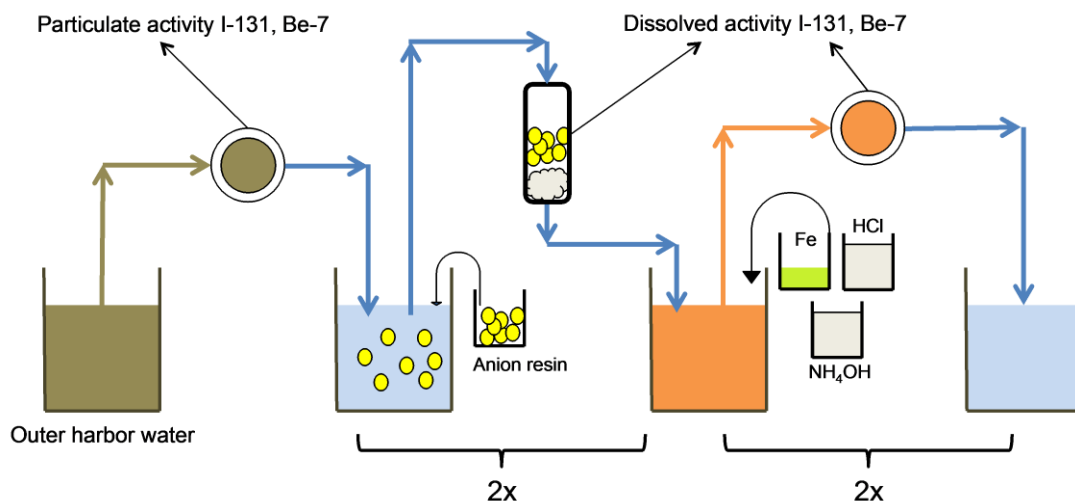 Particulate activity I-131, Be-7
Dissolved activity I-131, Be-7
Fe
HCl
Anion resin
NH₄OH
Outer harbor water
2x
2x